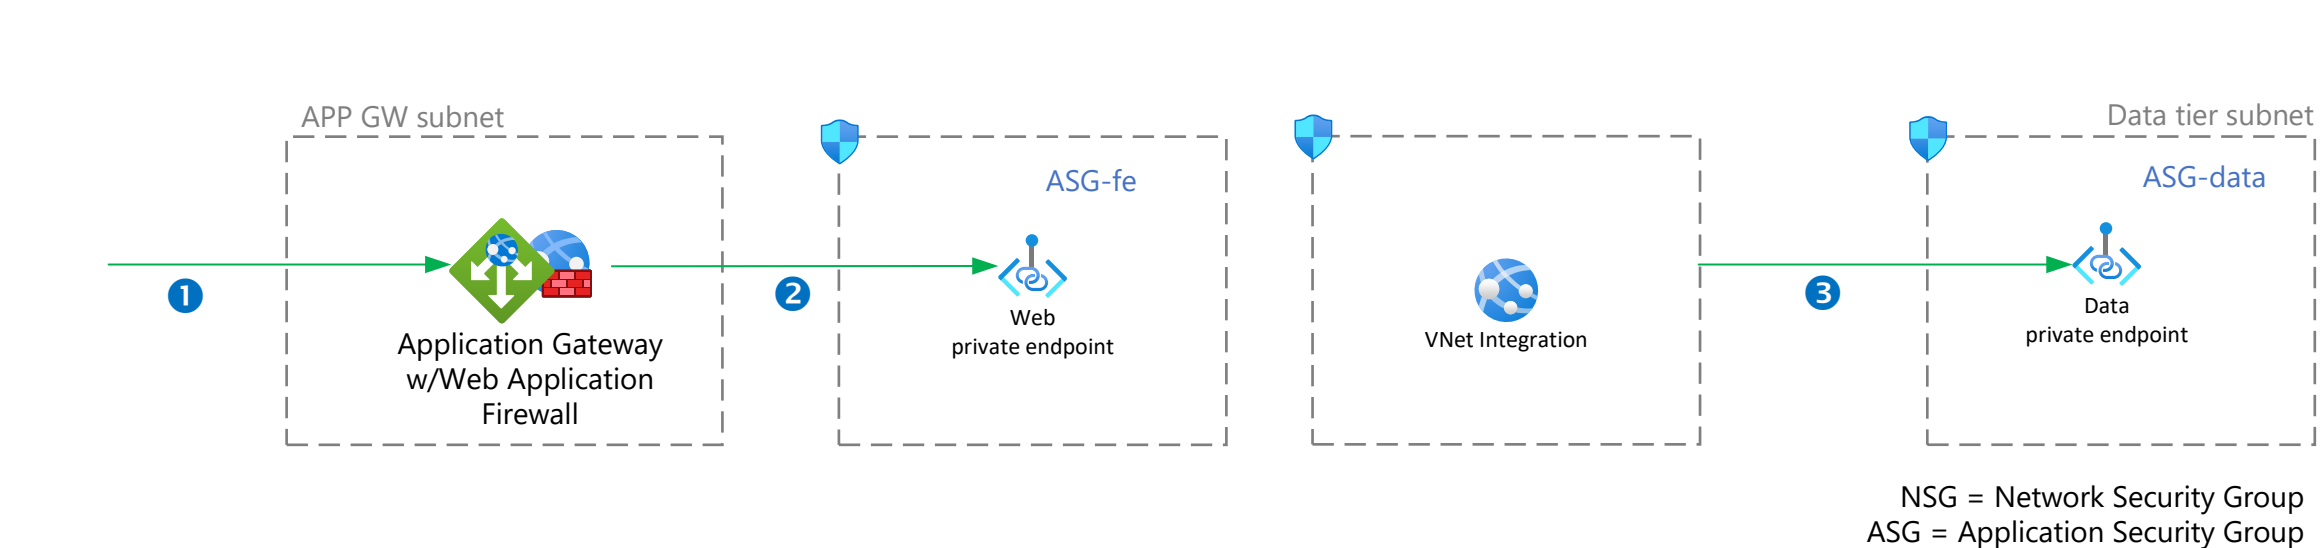 APP GW subnet
Data tier subnet
ASG-fe
ASG-data
1
2
3
Application Gateway
w/Web Application
Firewall
Web
private endpoint
VNet Integration
Data
private endpoint
NSG = Network Security Group
ASG = Application Security Group